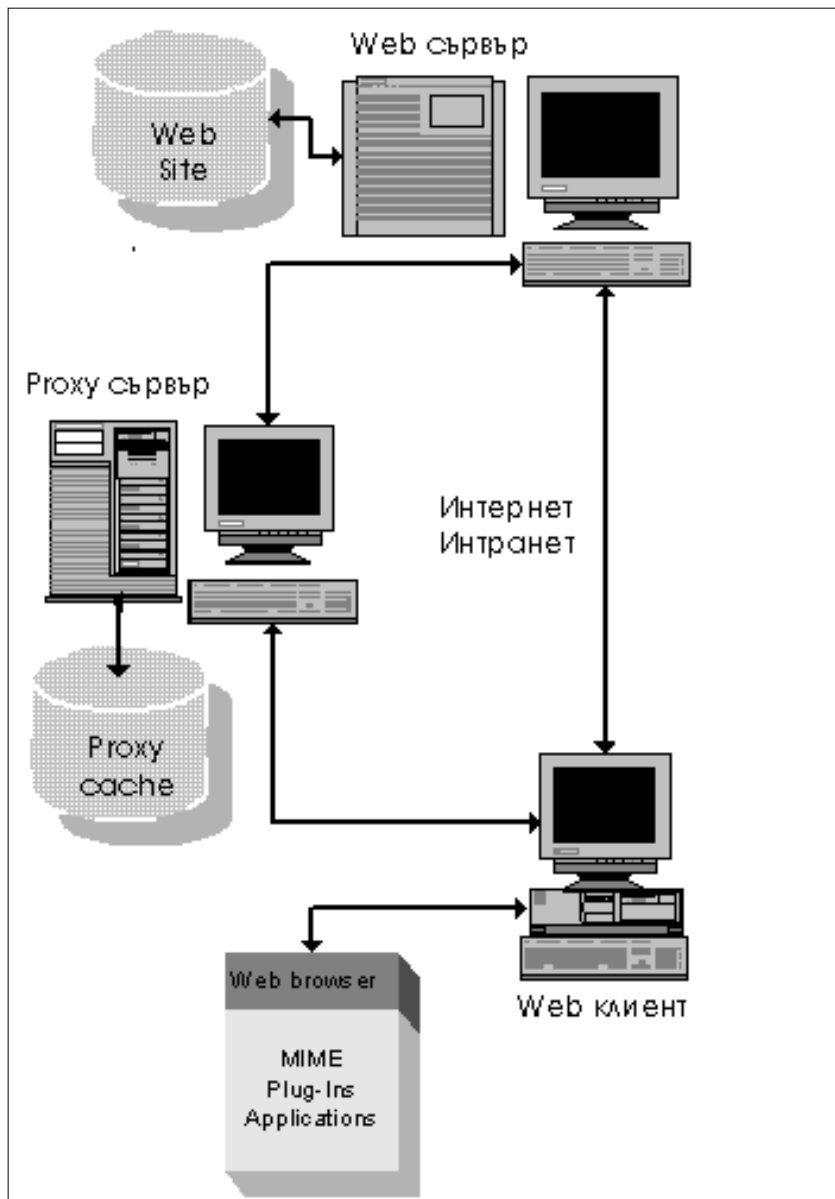 Web сървър
Web
Site
Proxy сървър
Интернет
Интранет
Proxy
cache
Web browser
MIME
Plug-Ins
Applications
Web клиент